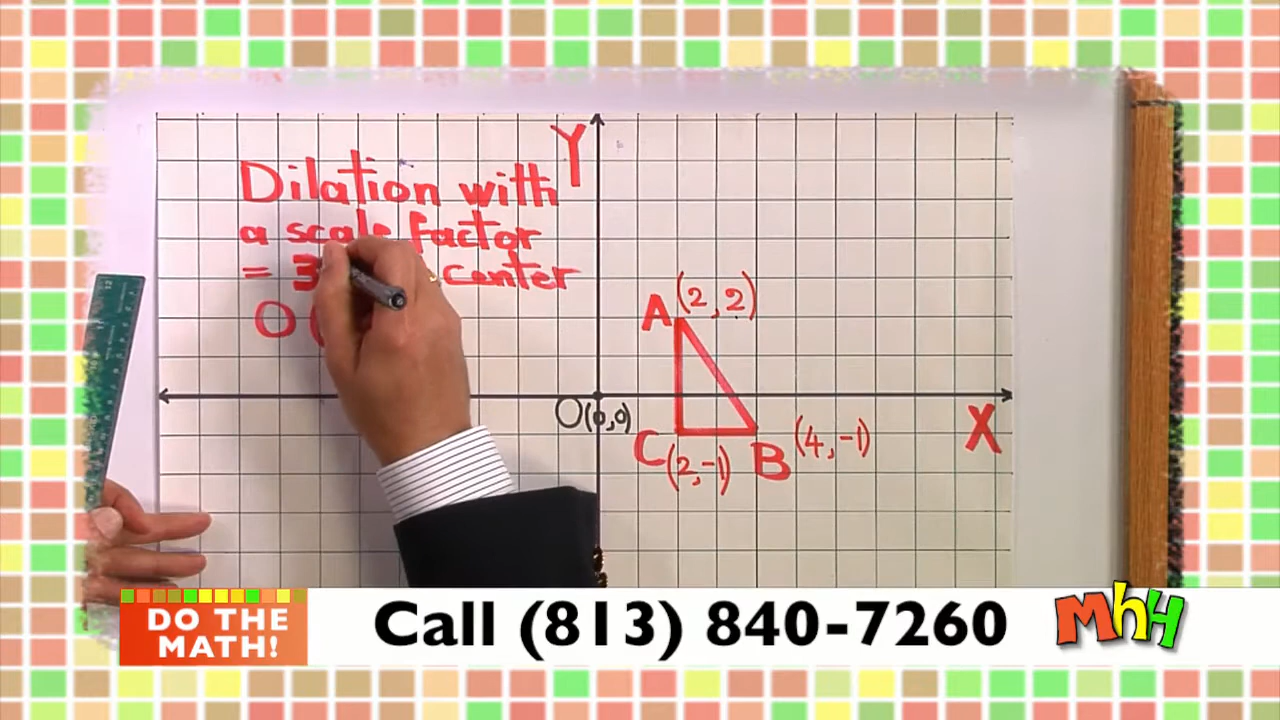 Y
Dilation with
a scale factor
= 3 center
O (
A (2, 2)
O(0,0)
X
C (2,-1) B (4,-1)
DO THE
MATH!
Call (813) 840-7260
Mh4